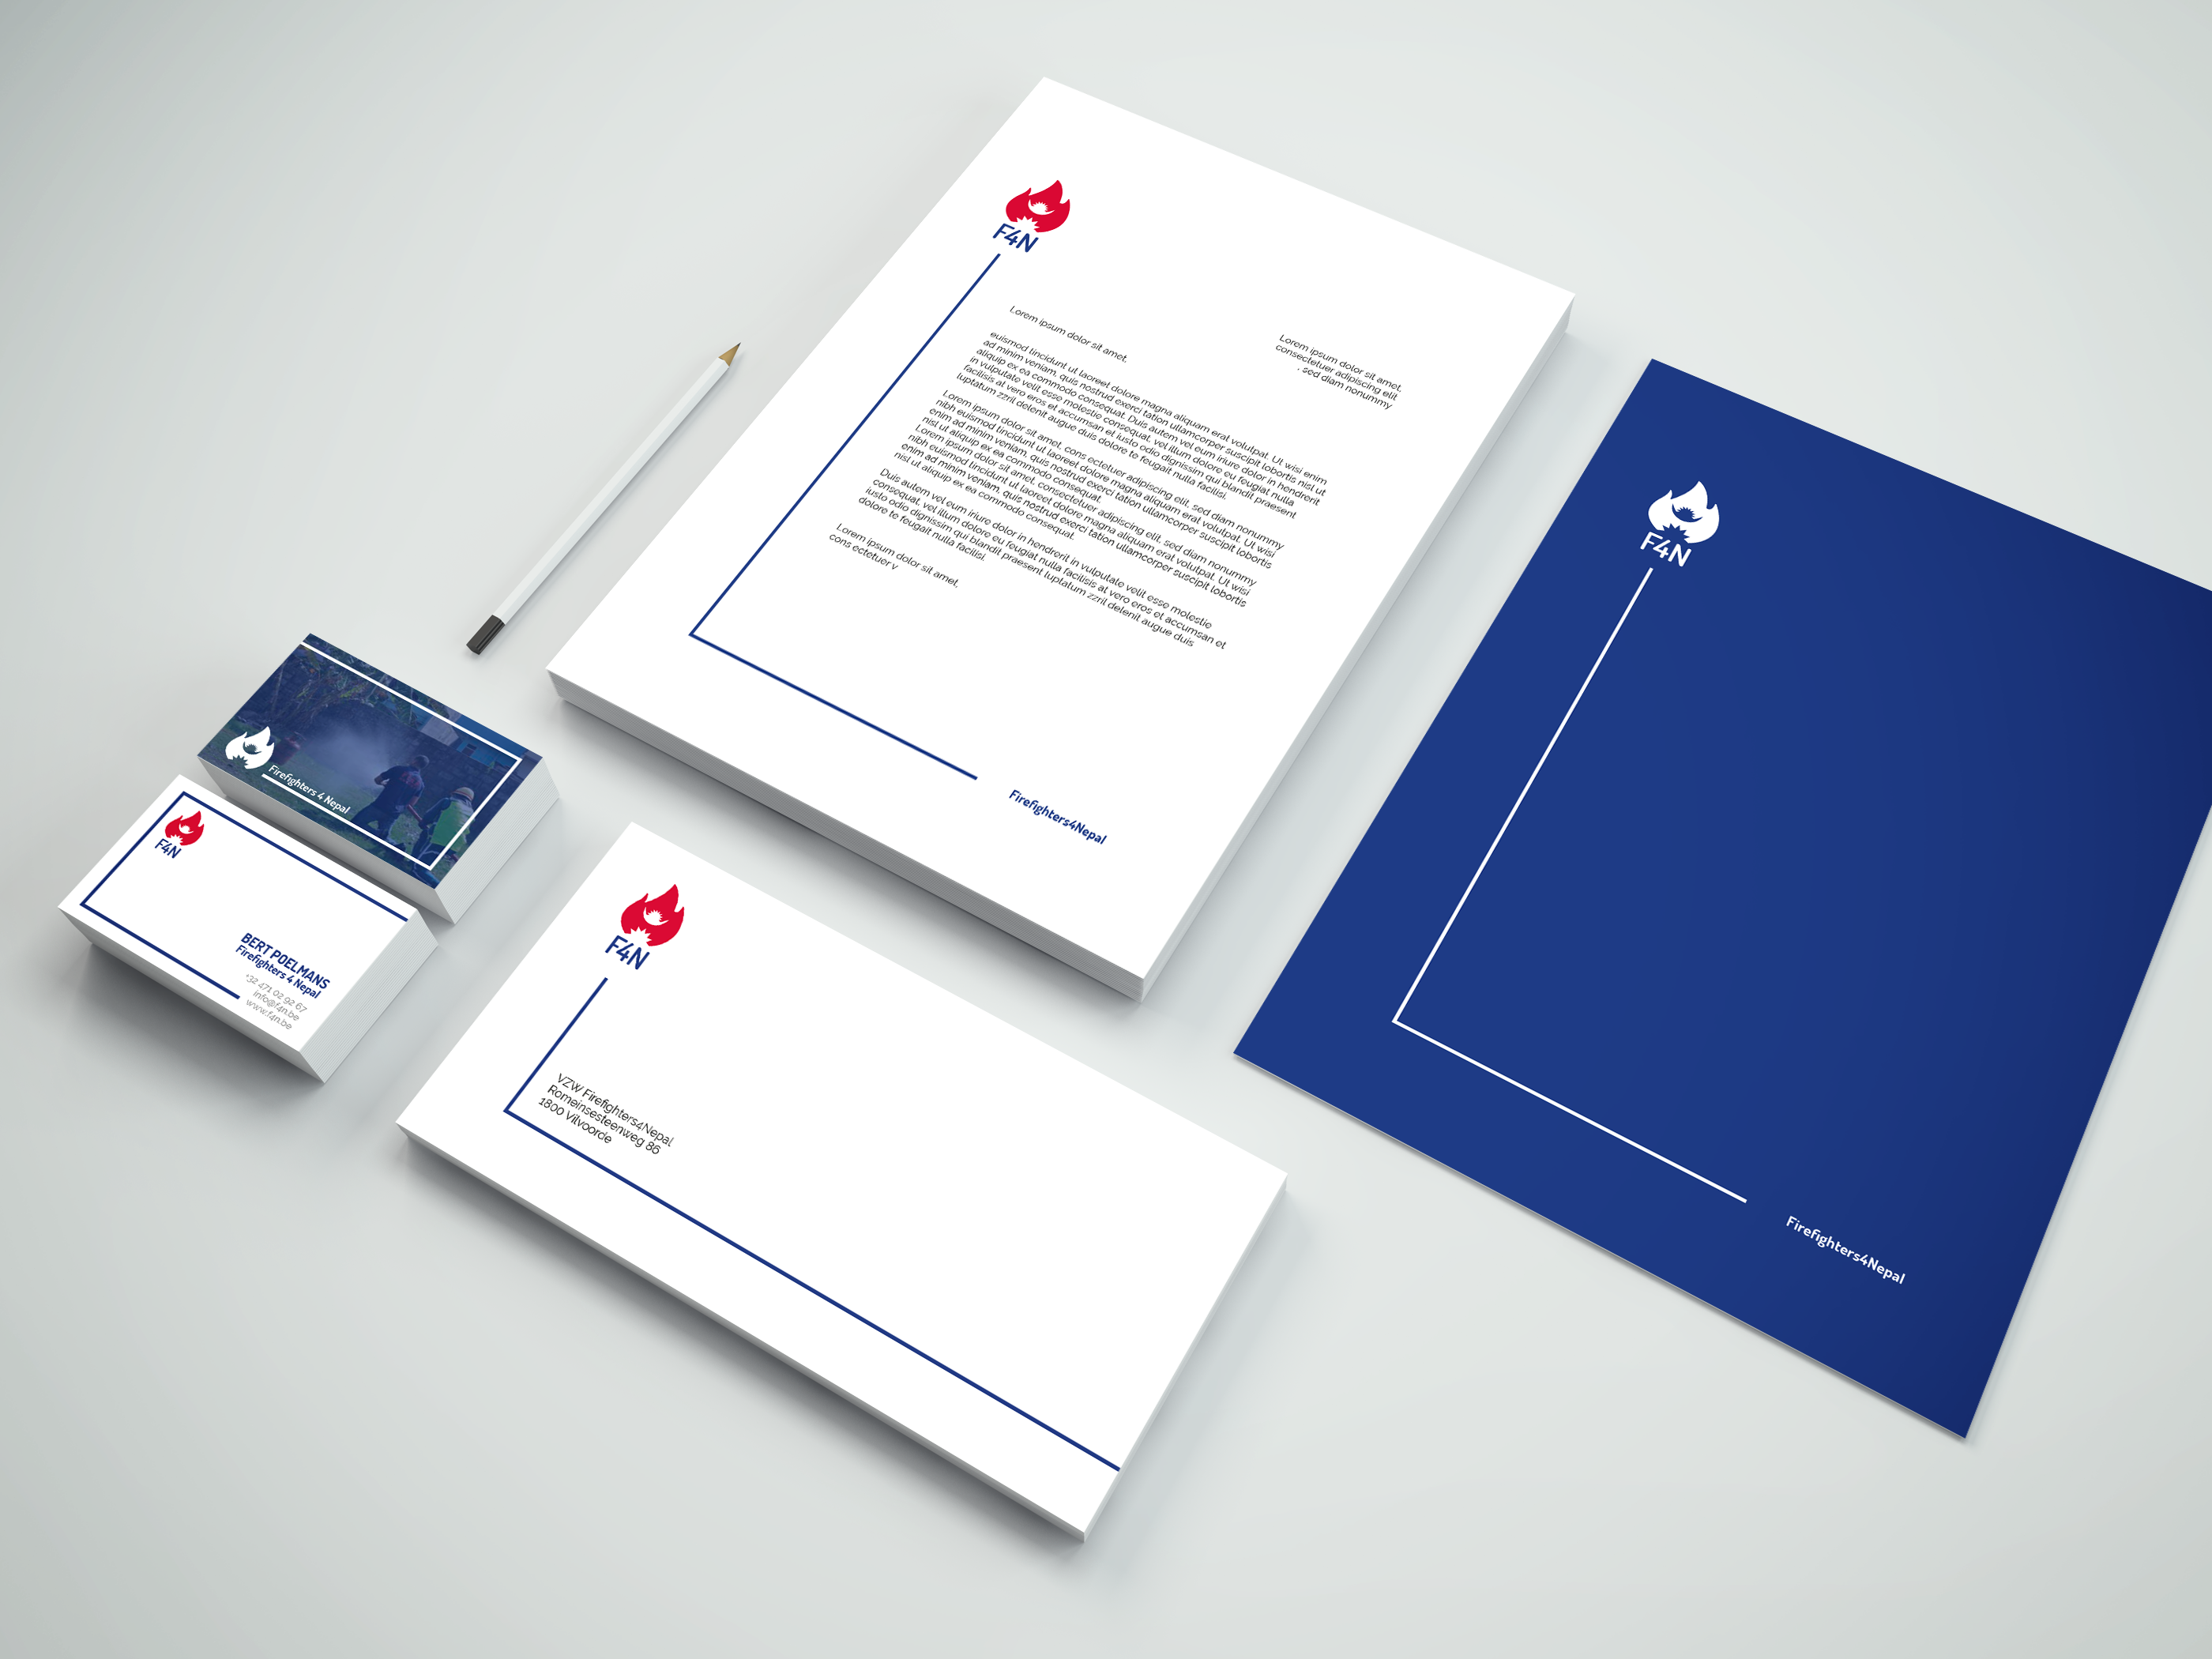 F4N
Lorem ipsum dolor sit amet,
Lorem ipsum dolor sit amet,
consectetuer adipiscing elit
, sed diam nonummy
euismod tincidunt ut laoreet dolore magna aliquam erat volutpat. Ut wisi enim
ad minim veniam, quis nostrud exerci tation ullamcorper suscipit lobortis nisl ut
aliquip ex ea commodo consequat. Duis autem vel eum iriure dolor in hendrerit
in vulputate velit esse molestie consequat, vel illum dolore eu feugiat nulla
facilisis at vero eros et accumsan et iusto odio dignissim qui blandit praesent
luptatum zzril delenit augue duis dolore te feugait nulla facilisi.
Lorem ipsum dolor sit amet, cons ectetuer adipiscing elit, sed diam nonummy
nibh euismod tincidunt ut laoreet dolore magna aliquam erat volutpat. Ut wisi
enim ad minim veniam, quis nostrud exerci tation ullamcorper suscipit lobortis
nisl ut aliquip ex ea commodo consequat.
Lorem ipsum dolor sit amet, consectetuer adipiscing elit, sed diam nonummy
nibh euismod tincidunt ut laoreet dolore magna aliquam erat volutpat. Ut wisi
enim ad minim veniam, quis nostrud exerci tation ullamcorper suscipit lobortis
nisl ut aliquip ex ea commodo consequat.
Duis autem vel eum iriure dolor in hendrerit in vulputate velit esse molestie
consequat, vel illum dolore eu feugiat nulla facilisis at vero eros et accumsan et
iusto odio dignissim qui blandit praesent luptatum zzril delenit augue duis
dolore te feugait nulla facilisi.
Lorem ipsum dolor sit amet,
cons ectetuer v
Firefighters4Nepal
F4N
Firefighters4Nepal
Firefighters 4 Nepal
F4N
BERT POELMANS
Firefighters 4 Nepal
+32 471 02 92 67
info@f4n.be
www.f4n.be
F4N
VZW Firefighters4Nepal
Romeinsesteenweg 86
1800 Vilvoorde